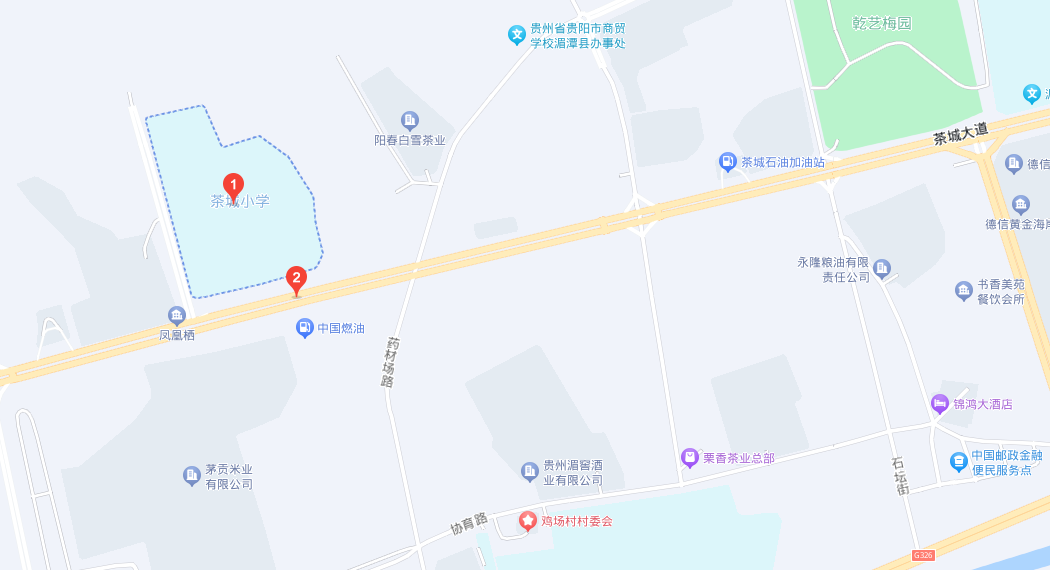 乾艺梅园
贵州省贵阳市商贸
学校湄潭县办事处
茶城大道
阳春白雪茶业
茶城石油加油站
德信
1
茶城小学
德信黄金海岸
永隆粮油有限
责任公司
2
书香美苑
餐饮会所
凤凰栖
中国燃油
药材场路
锦鸿大酒店
栗香茶业总部
中国邮政金融
便民服务点
茅贡米业
有限公司
贵州湄窖酒
业有限公司
石坛街
协育路
鸡场村村委会
G326